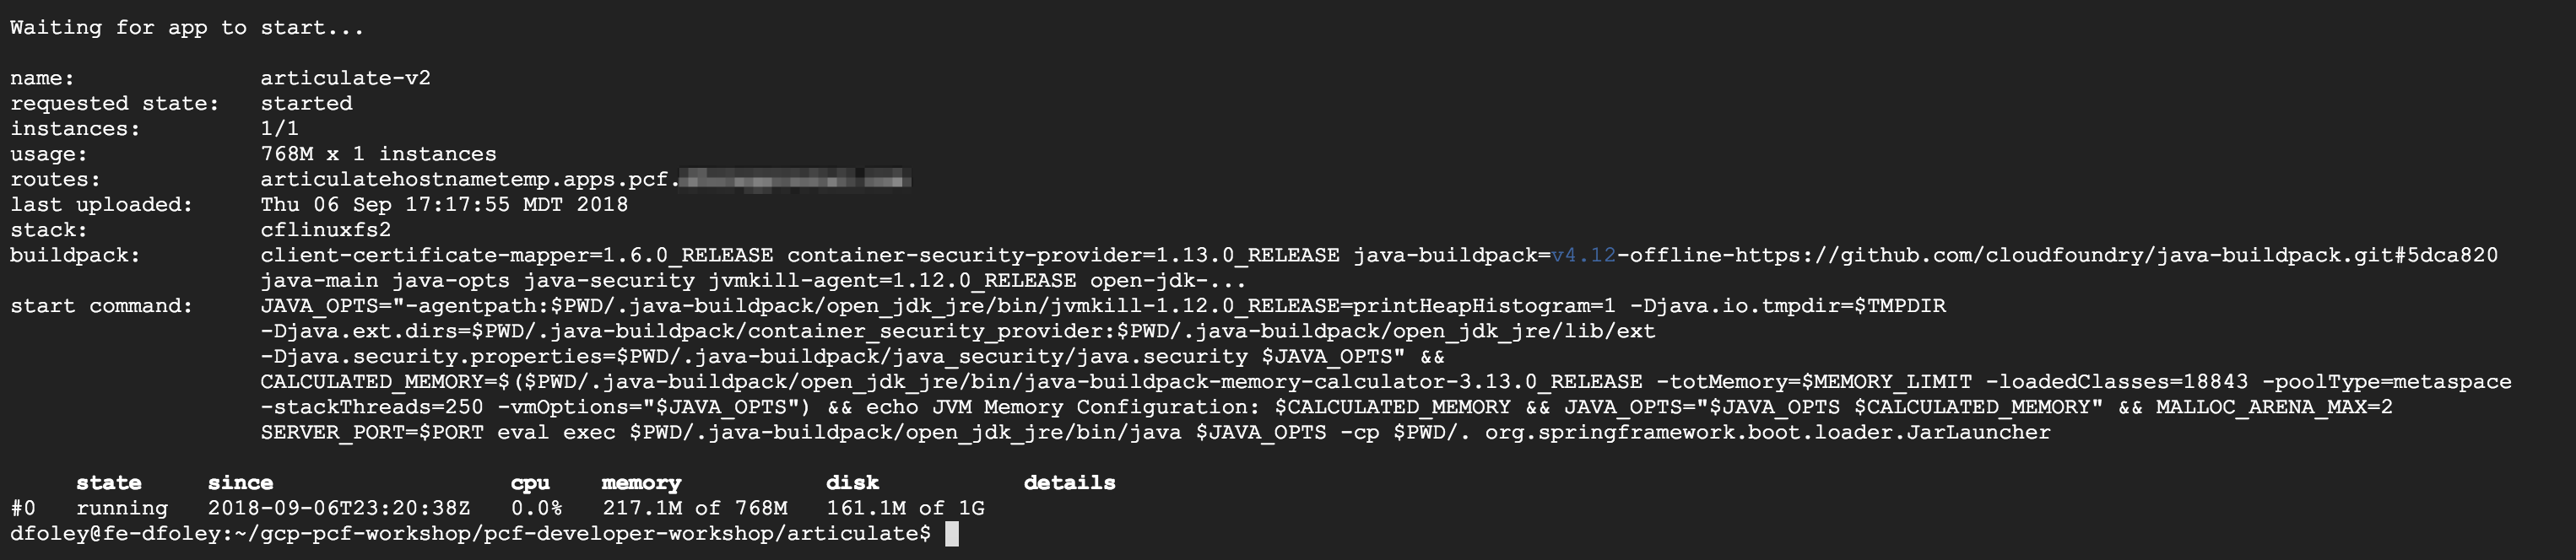 Waiting for app to start...
name: articulate-v2
requested state: started
instances: 1/1
usage: 768M x 1 instances
routes: articulatehostnametemp.apps.pcf.
last uploaded: Thu 06 Sep 17:17:55 MDT 2018
stack: cflinuxfs2
buildpack: client-certificate-mapper=1.6.0_RELEASE container-security-provider=1.13.0_RELEASE java-buildpack=v4.12-offline-https://github.com/cloudfoundry/java-buildpack.git#5dca820
java-main java-opts java-security jvmkill-agent=1.12.0_RELEASE open-jdk-...
start command: JAVA_OPTS="-agentpath:$PWD/.java-buildpack/open_jdk_jre/bin/jvmkill-1.12.0_RELEASE=printHeapHistogram=1 -Djava.io.tmpdir=$TMPDIR
-Djava.ext.dirs=$PWD/.java-buildpack/container_security_provider:$PWD/.java-buildpack/open_jdk_jre/lib/ext
-Djava.security.properties=$PWD/.java-buildpack/java_security/java.security $JAVA_OPTS" &&
CALCULATED_MEMORY=$($PWD/.java-buildpack/open_jdk_jre/bin/java-buildpack-memory-calculator-3.13.0_RELEASE -totMemory=$MEMORY_LIMIT -loadedClasses=18843 -poolType=metaspace
-stackThreads=250 -vmOptions="$JAVA_OPTS") && echo JVM Memory Configuration: $CALCULATED_MEMORY && JAVA_OPTS="$JAVA_OPTS $CALCULATED_MEMORY" && MALLOC_ARENA_MAX=2
SERVER_PORT=$PORT eval exec $PWD/.java-buildpack/open_jdk_jre/bin/java $JAVA_OPTS -cp $PWD/. org.springframework.boot.loader.JarLauncher
state since cpu memory disk details
#0 running 2018-09-06T23:20:38Z 0.0% 217.1M of 768M 161.1M of 1G
dfoley@fe-dfoley:~/gcp-pcf-workshop/pcf-developer-workshop/articulate$